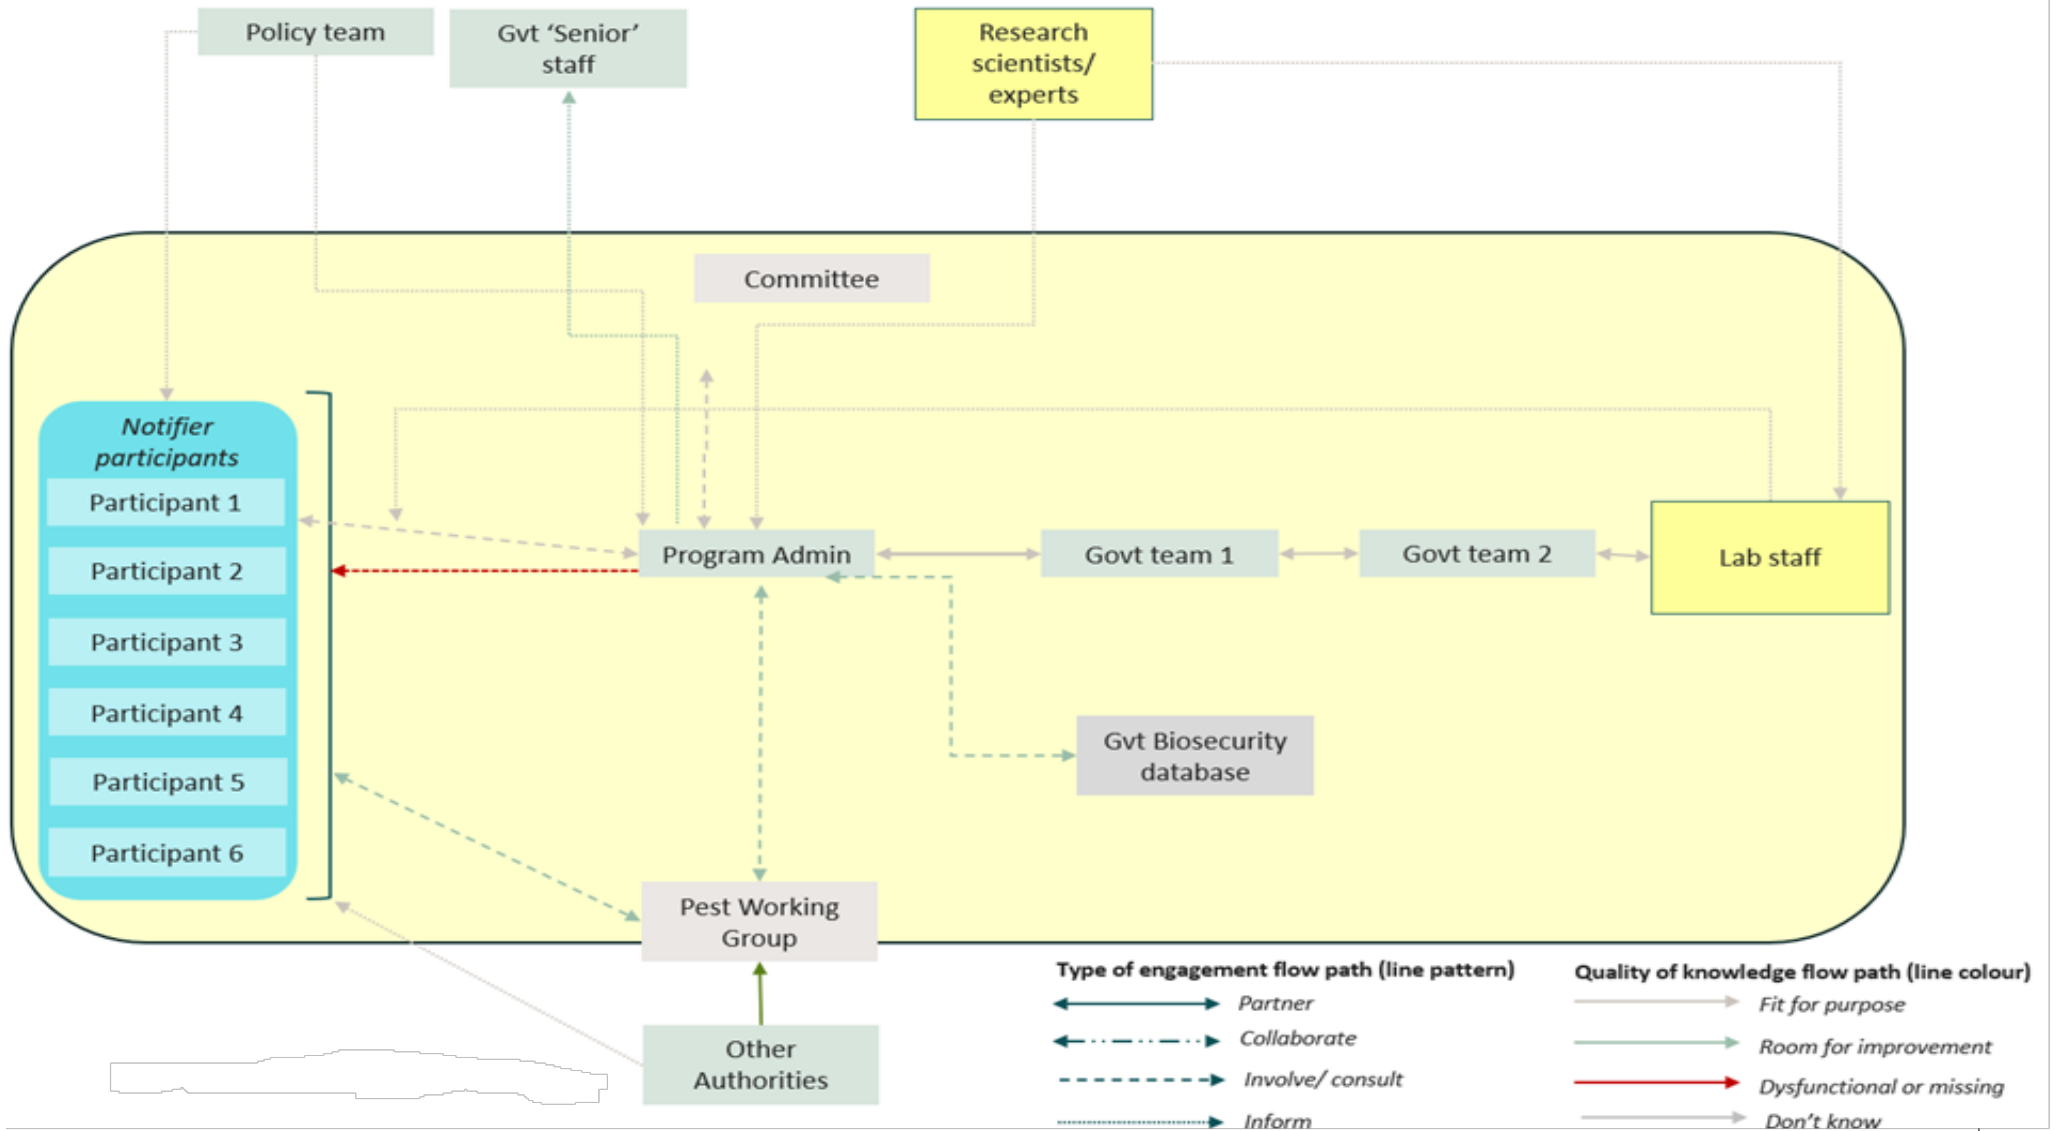 Policy team
Gvt ‘Senior’
staff
Research
scientists/
experts
Committee
Notifier
participants
Participant 1
Participant 2
Participant 3
Participant 4
Participant 5
Participant 6
Program Admin
Govt team 1
Govt team 2
Lab staff
Gvt Biosecurity
database
Pest Working
Group
Other
Authorities
Type of engagement flow path (line pattern)
Partner
Collaborate
Involve/ consult
Inform
Quality of knowledge flow path (line colour)
Fit for purpose
Room for improvement
Dysfunctional or missing
Don’t know